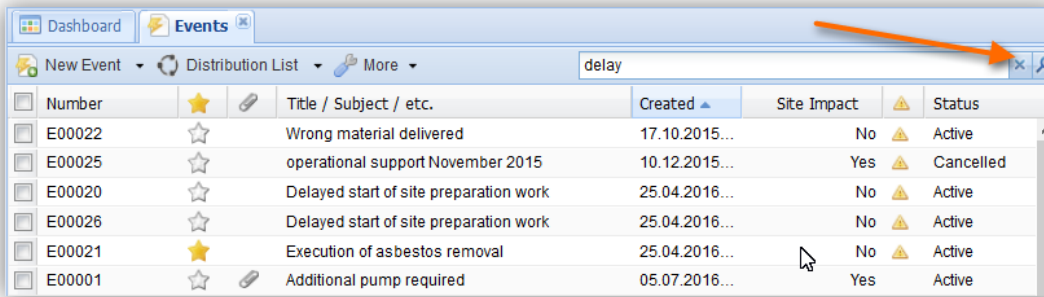 Dashboard Events
New Event Distribution List More delay
Number Title / Subject / etc. Created Site Impact Status
E00022 Wrong material delivered 17.10.2015... No Active
E00025 operational support November 2015 10.12.2015... Yes Cancelled
E00020 Delayed start of site preparation work 25.04.2016... No Active
E00026 Delayed start of site preparation work 25.04.2016... No Active
E00021 Execution of asbestos removal 25.04.2016... No Active
E00001 Additional pump required 05.07.2016... Yes Active